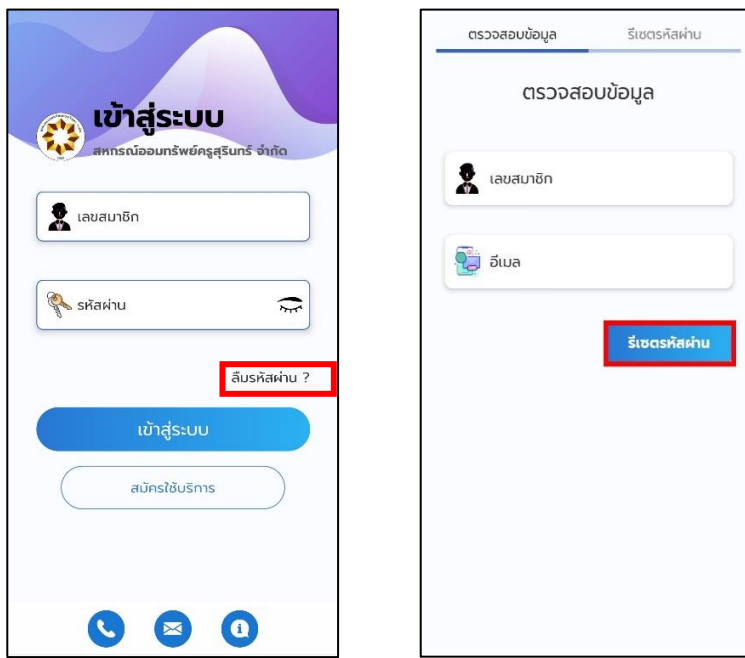 เข้าสู่ระบบ
สหกรณ์ออมทรัพย์ครูสุรินทร์ จำกัด
เลขสมาชิก
รหัสผ่าน
ลืมรหัสผ่าน ?
เข้าสู่ระบบ
สมัครใช้บริการ
ตรวจสอบข้อมูล รีเซตรหัสผ่าน
ตรวจสอบข้อมูล
เลขสมาชิก
อีเมล
รีเซตรหัสผ่าน